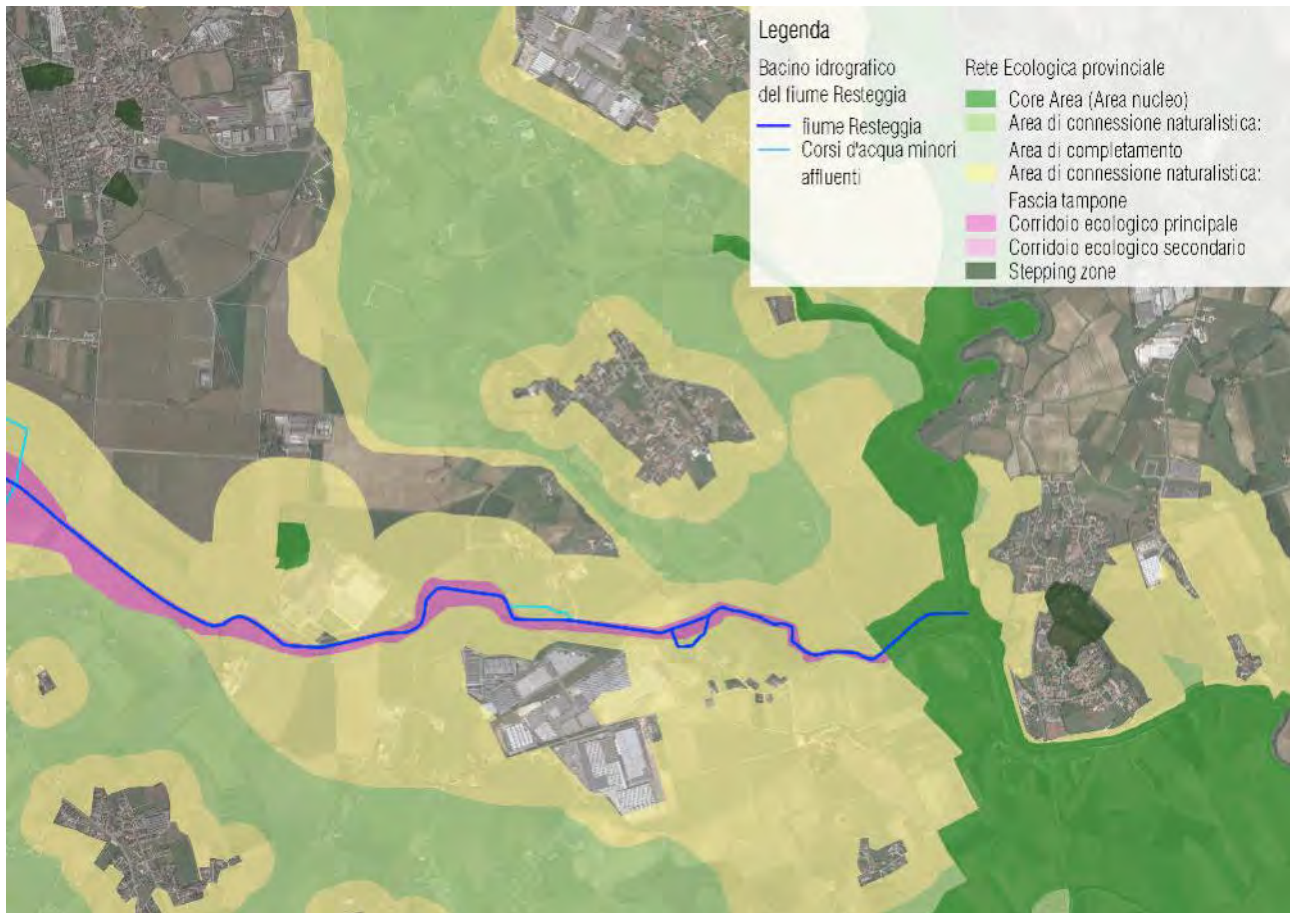 Legenda
Bacino idrografico
del fiume Resteggia
fiume Resteggia
Corsi d'acqua minori
affluenti
Rete Ecologica provinciale
Core Area (Area nucleo)
Area di connessione naturalistica:
Area di completamento
Area di connessione naturalistica:
Fascia tampone
Corridoio ecologico principale
Corridoio ecologico secondario
Stepping zone